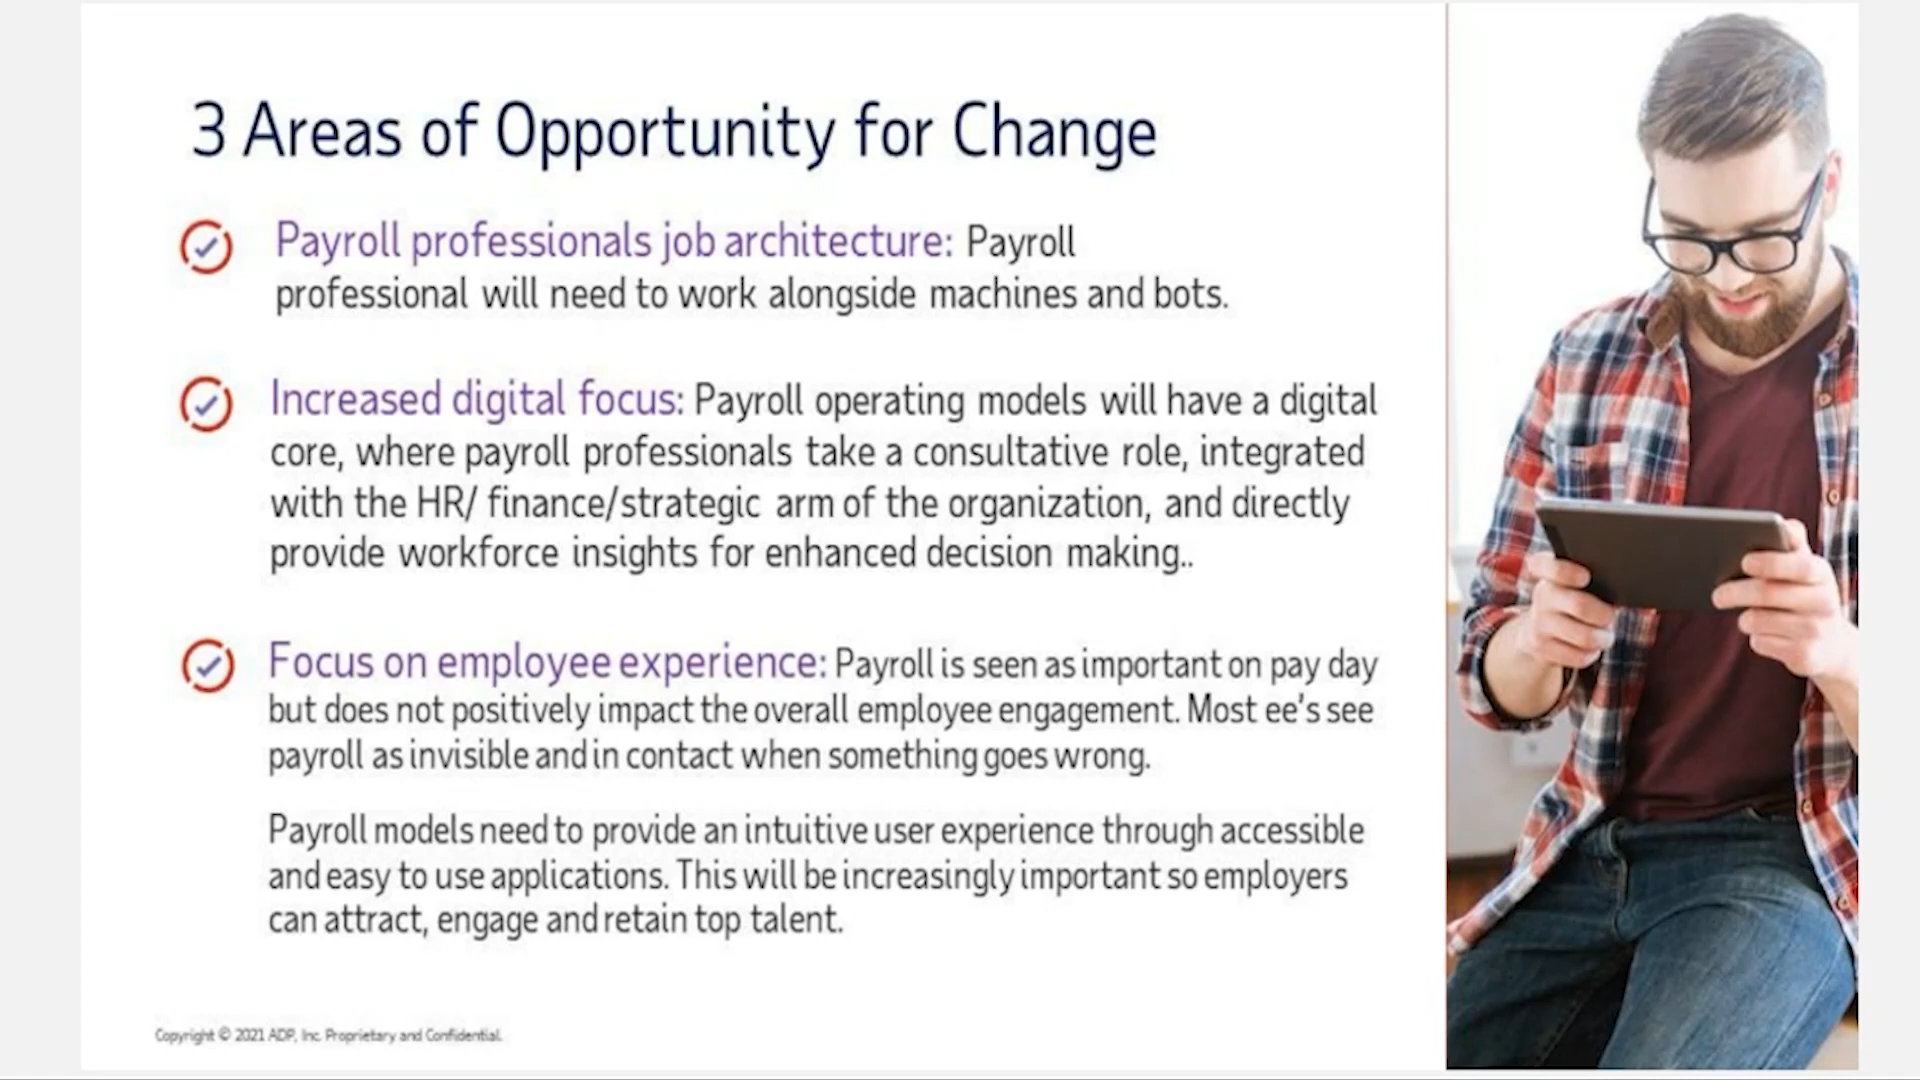 3 Areas of Opportunity for Change
Payroll professionals job architecture: Payroll
professional will need to work alongside machines and bots.
Increased digital focus: Payroll operating models will have a digital
core, where payroll professionals take a consultative role, integrated
with the HR/ finance/strategic arm of the organization, and directly
provide workforce insights for enhanced decision making..
Focus on employee experience: Payroll is seen as important on pay day
but does not positively impact the overall employee engagement. Most ee's see
payroll as invisible and in contact when something goes wrong.
Payroll models need to provide an intuitive user experience through accessible
and easy to use applications. This will be increasingly important so employers
can attract, engage and retain top talent.
Copyright © 2021 ADP, Inc. Proprietary and Confidential.